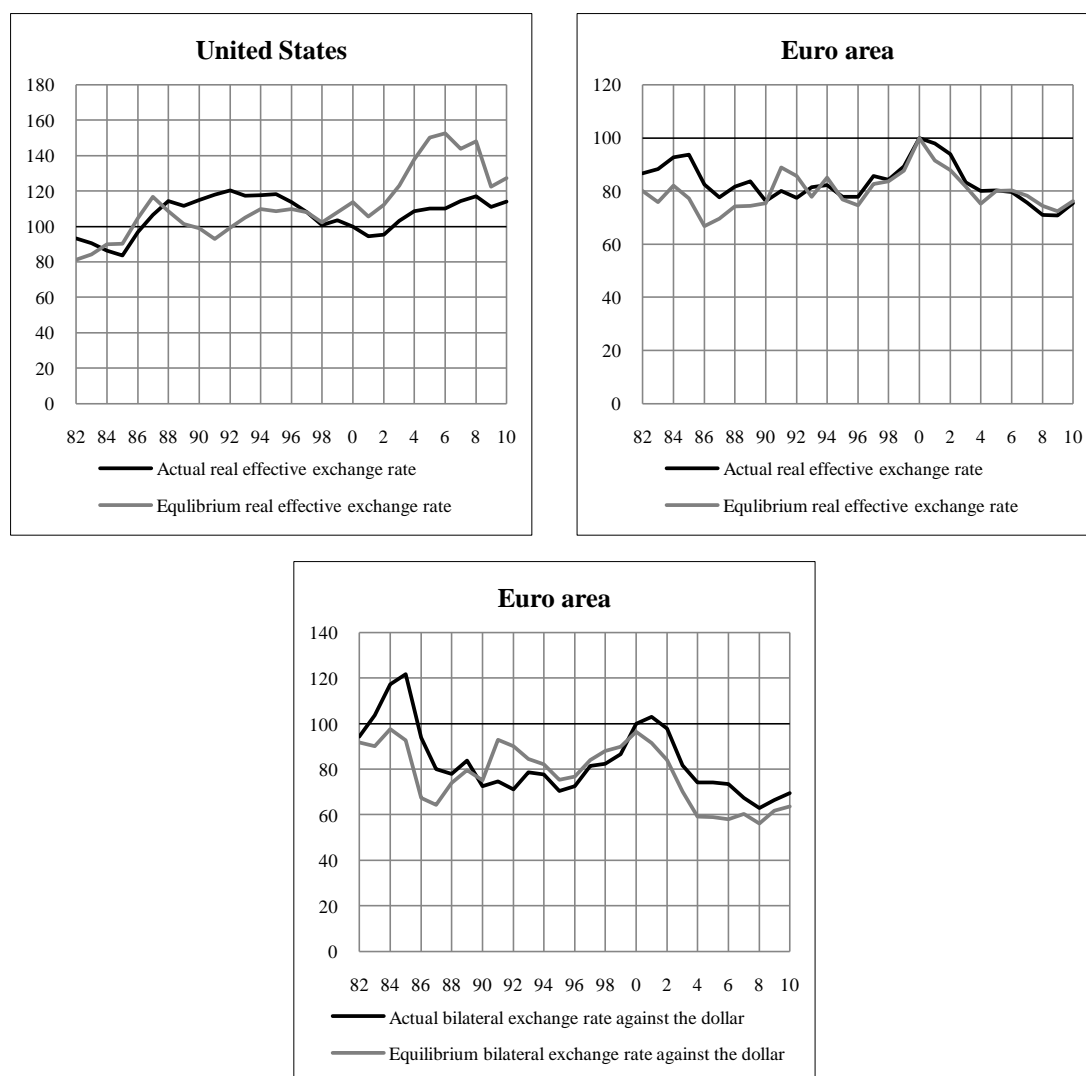 United States
180
160
140
120
100
80
60
40
20
0
82 84 86 88 90 92 94 96 98 0 2 4 6 8 10
Actual real effective exchange rate
Equlibrium real effective exchange rate
Euro area
120
100
80
60
40
20
0
82 84 86 88 90 92 94 96 98 0 2 4 6 8 10
Actual real effective exchange rate
Equlibrium real effective exchange rate
Euro area
140
120
100
80
60
40
20
0
82 84 86 88 90 92 94 96 98 0 2 4 6 8 10
Actual bilateral exchange rate against the dollar
Equilibrium bilateral exchange rate against the dollar